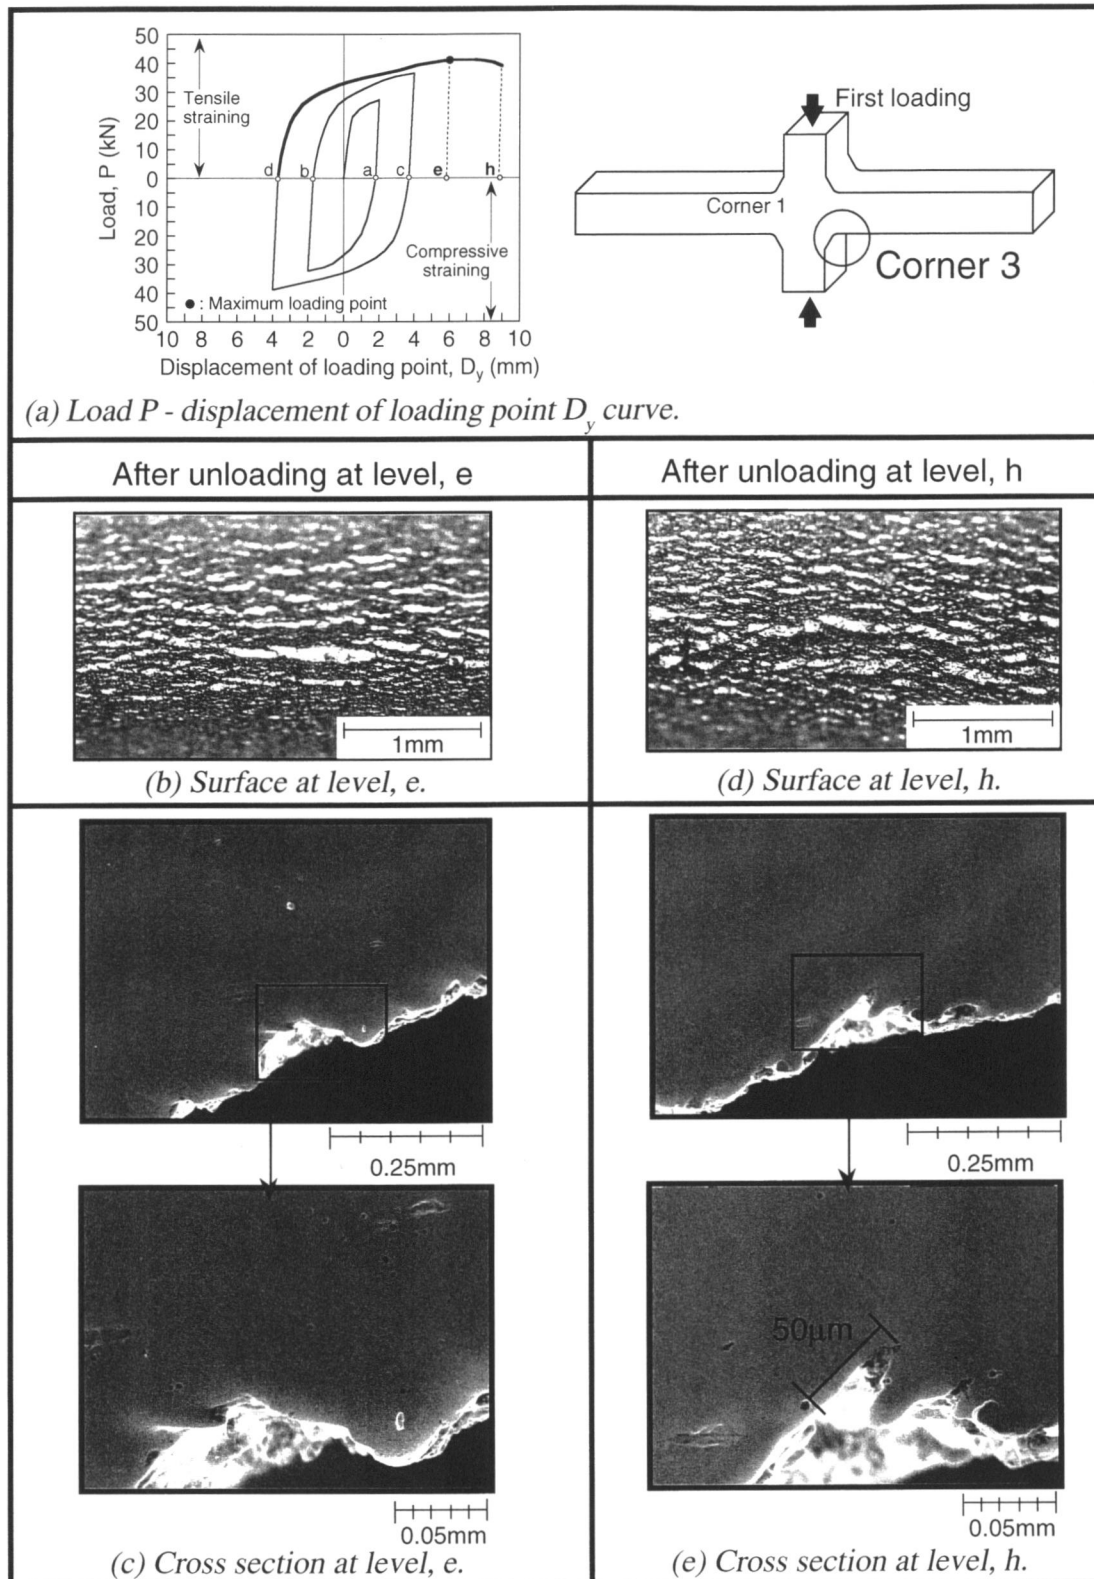 50
40
30
20
10
0
10
20
30
40
50
Load, P (kN)
Tensile
straining
d
b
a
c
e
h
Compressive
straining
● : Maximum loading point
10 8 6 4 2 0 2 4 6 8 10
Displacement of loading point, Dy (mm)
First loading
Corner 1
Corner 3
(a) Load P - displacement of loading point Dy curve.
After unloading at level, e
After unloading at level, h
1mm
1mm
(b) Surface at level, e.
(d) Surface at level, h.
0.25mm
0.25mm
50μm
0.05mm
0.05mm
(c) Cross section at level, e.
(e) Cross section at level, h.